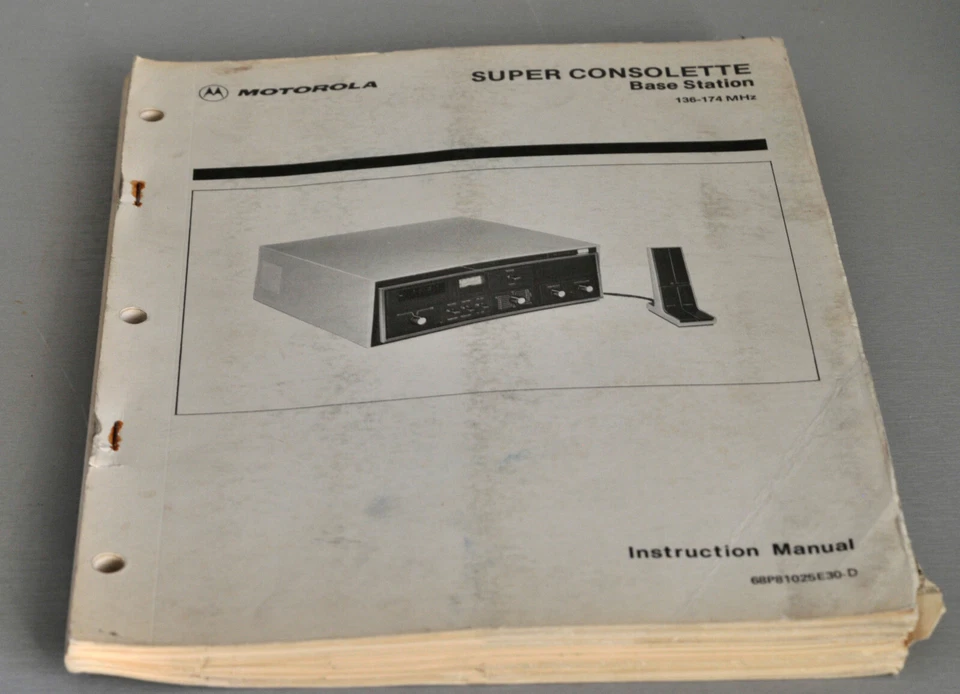 MOTOROLA
SUPER CONSOLETTE
Base Station
136-174 MHz
Instruction Manual
68P81025E30-D